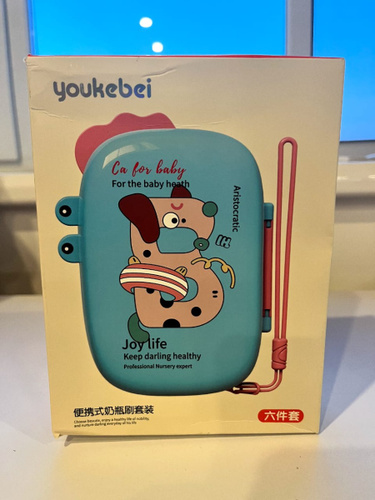 youkebei
Ca for baby
For the baby heath
Aristocratic
Joy life
Keep darling healthy
Professional Nursery expert
便携式奶瓶刷套装
六件套